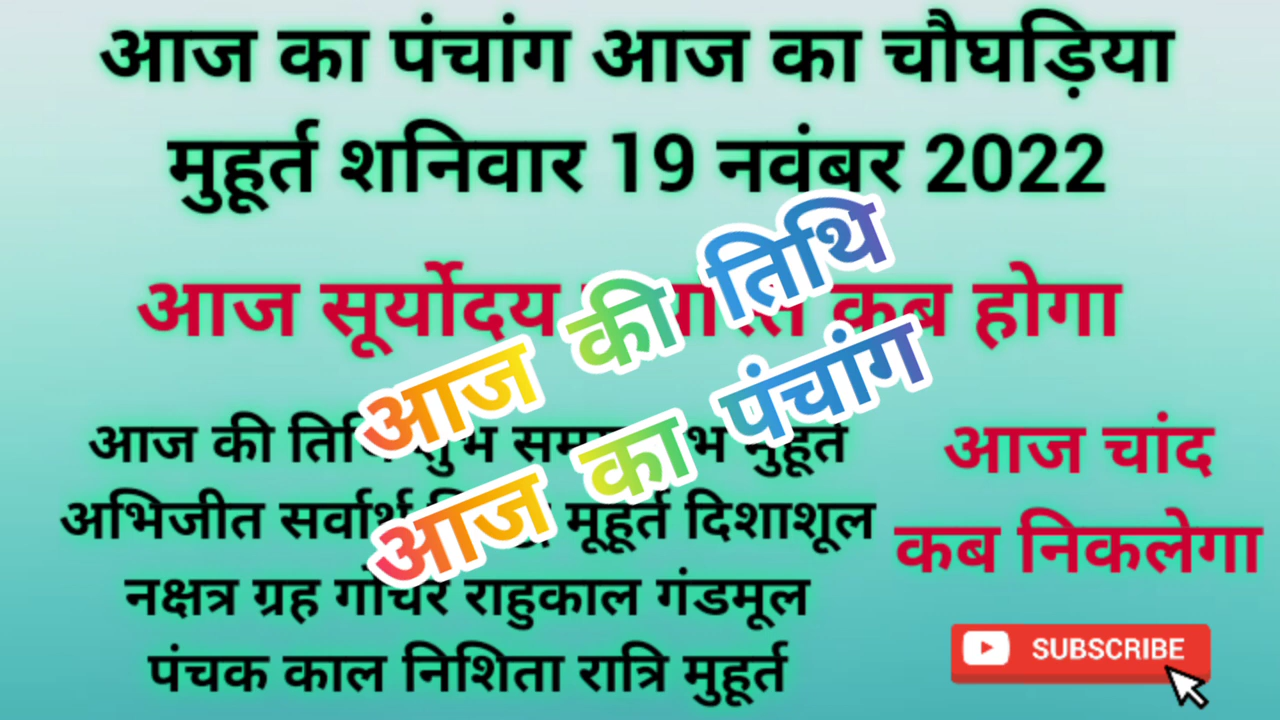 आज का पंचांग आज का चौघड़िया
मुहूर्त शनिवार 19 नवंबर 2022
आज सूर्योदय कब होगा
आज की तिथि
आज का पंचांग
आज की शुभ मुहूर्त
अभिजीत सर्वार्थ मूहूर्त दिशाशूल
नक्षत्र ग्रह गोचर राहुकाल गंडमूल
पंचक काल निशिता रात्रि मुहूर्त
आज चांद
कब निकलेगा
SUBSCRIBE